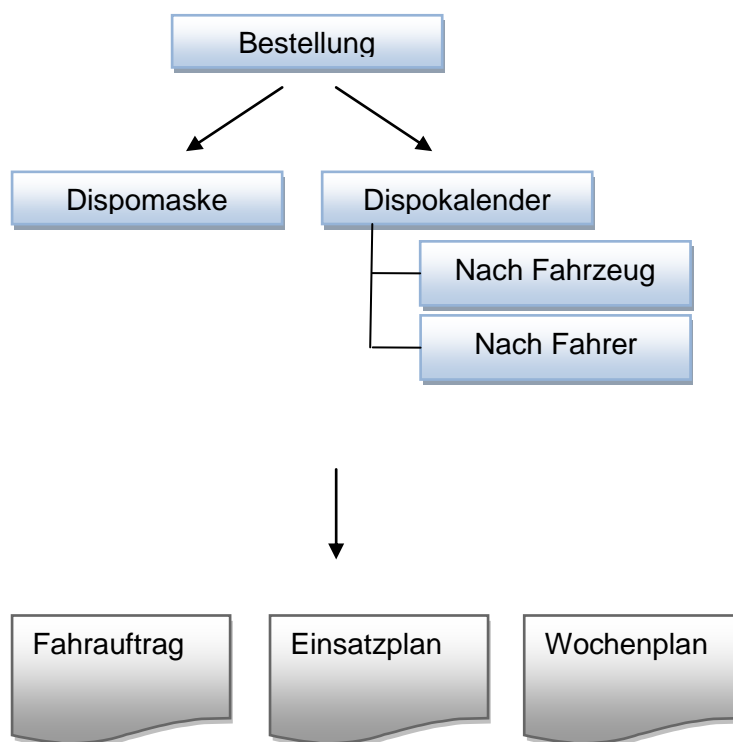 Bestellung
Dispomaske
Dispokalender
Nach Fahrzeug
Nach Fahrer
Fahrauftrag
Einsatzplan
Wochenplan